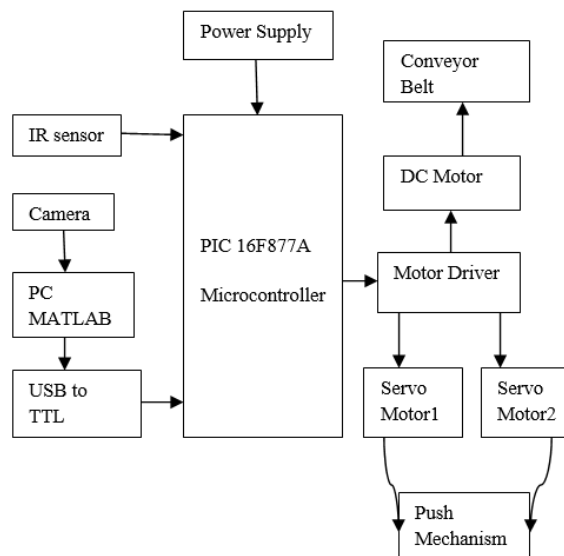 Power Supply
Conveyor
Belt
IR sensor
DC Motor
Camera
PIC 16F877A
Microcontroller
Motor Driver
PC
MATLAB
USB to
TTL
Servo
Motor1
Servo
Motor2
Push
Mechanism